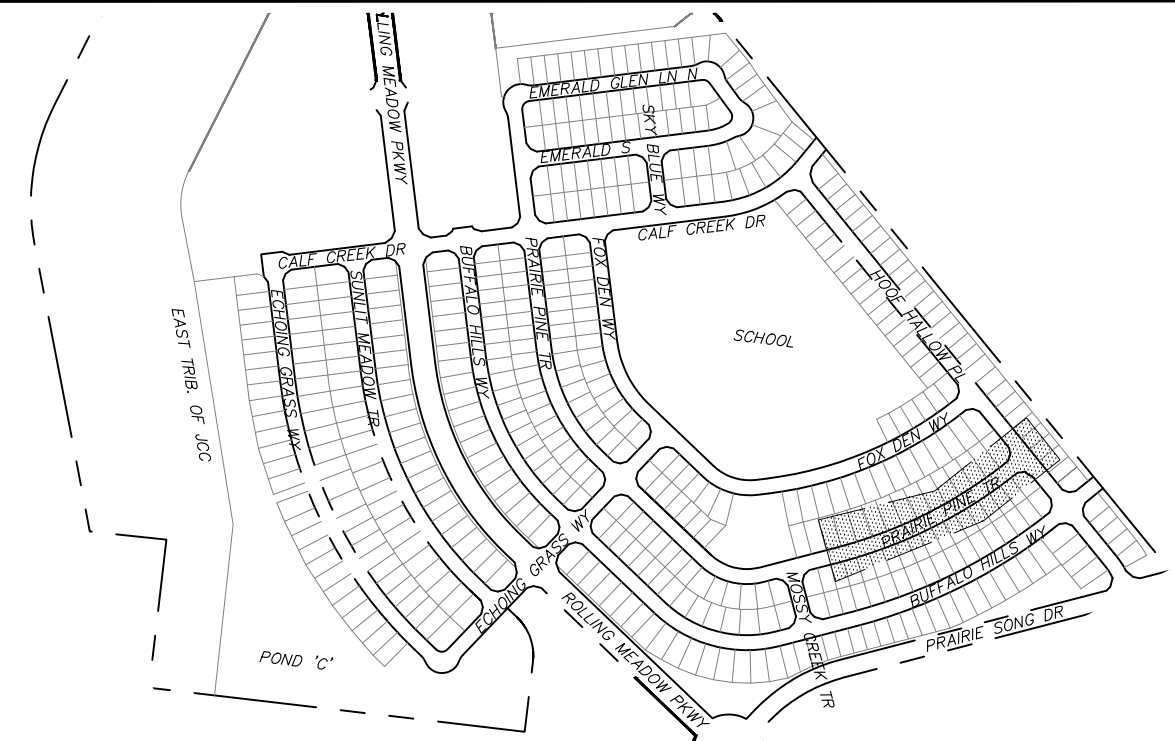 LLING MEADOW PKWY
EMERALD GLEN LN N
SKY BLUE WY
EMERALD S
CALF CREEK DR
CALF CREEK DR
ECHOING GRASS WY
SUNLIT MEADOW TR
BUFFALO HILLS WY
PRAIRIE PINE TR
FOX DEN WY
HOOF HALLOW PL
SCHOOL
EAST TRIB. OF JCC
FOX DEN WY
PRAIRIE PINE TR
BUFFALO HILLS WY
ECHOING GRASS WY
MOSSY CREEK TR
ROLLING MEADOW PKWY
PRAIRIE SONG DR
POND 'C'